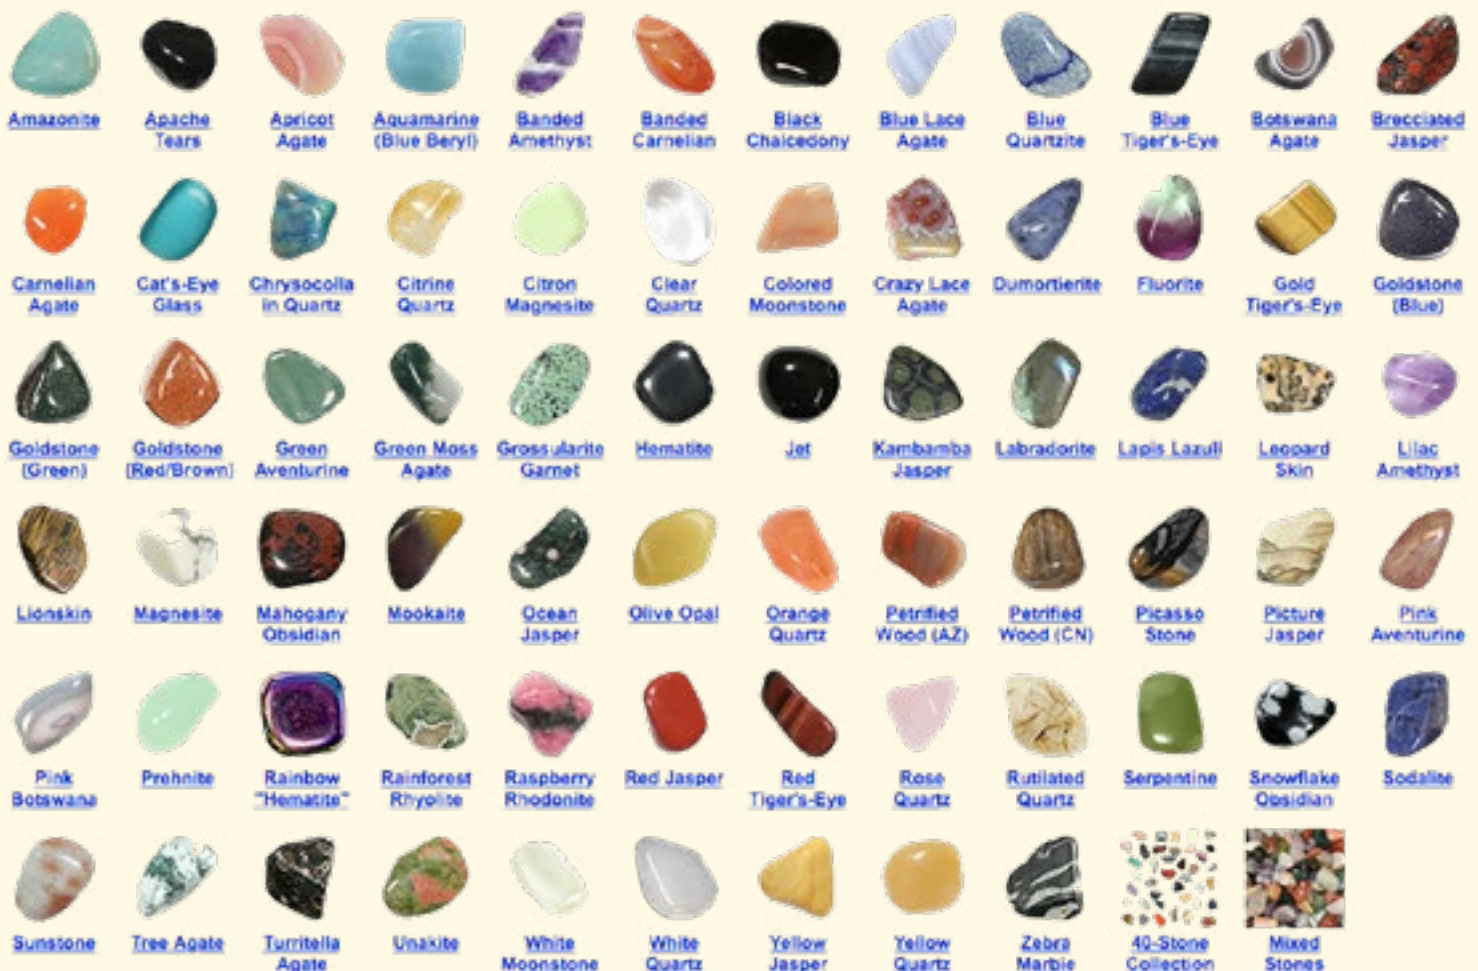 Amazonite
Apache
Tears
Apricot
Agate
Aquamarine
(Blue Beryl)
Banded
Amethyst
Banded
Carnelian
Black
Chalcedony
Blue Lace
Agate
Blue
Quartzite
Blue
Tiger's-Eye
Botswana
Agate
Brecciated
Jasper
Carnelian
Agate
Cat's-Eye
Glass
Chrysocolla
in Quartz
Citrine
Quartz
Citron
Magnesite
Clear
Quartz
Colored
Moonstone
Crazy Lace
Agate
Dumortierite
Fluorite
Gold
Tiger's-Eye
Goldstone
(Blue)
Goldstone
(Green)
Goldstone
(Red/Brown)
Green
Aventurine
Green Moss
Agate
Grossularite
Garnet
Hematite
Jet
Kambamba
Jasper
Labradorite
Lapis Lazuli
Leopard
Skin
Lilac
Amethyst
Lionskin
Magnesite
Mahogany
Obsidian
Mookaite
Ocean
Jasper
Olive Opal
Orange
Quartz
Petrified
Wood (AZ)
Petrified
Wood (CN)
Picasso
Stone
Picture
Jasper
Pink
Aventurine
Pink
Botswana
Prehnite
Rainbow
"Hematite"
Rainforest
Rhyolite
Raspberry
Rhodonite
Red Jasper
Red
Tiger's-Eye
Rose
Quartz
Rutilated
Quartz
Serpentine
Snowflake
Obsidian
Sodalite
Sunstone
Tree Agate
Turritella
Agate
Unakite
White
Moonstone
White
Quartz
Yellow
Jasper
Yellow
Quartz
Zebra
Marble
40-Stone
Collection
Mixed
Stones